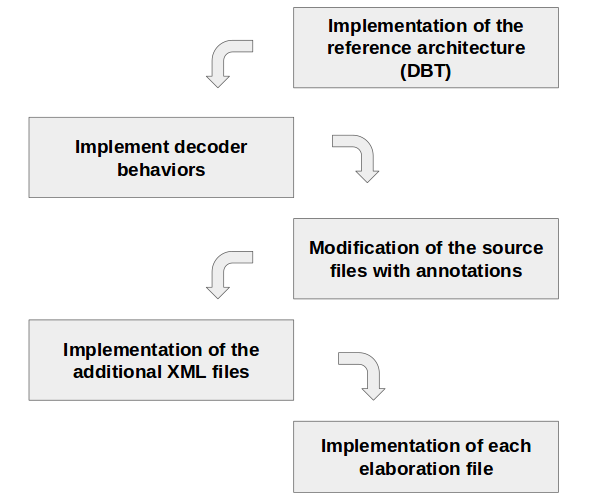 Implementation of the
reference architecture
(DBT)
Implement decoder
behaviors
Modification of the source
files with annotations
Implementation of the
additional XML files
Implementation of each
elaboration file